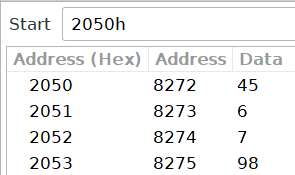 Start 2050h
Address (Hex) Address Data
2050 8272 45
2051 8273 6
2052 8274 7
2053 8275 98